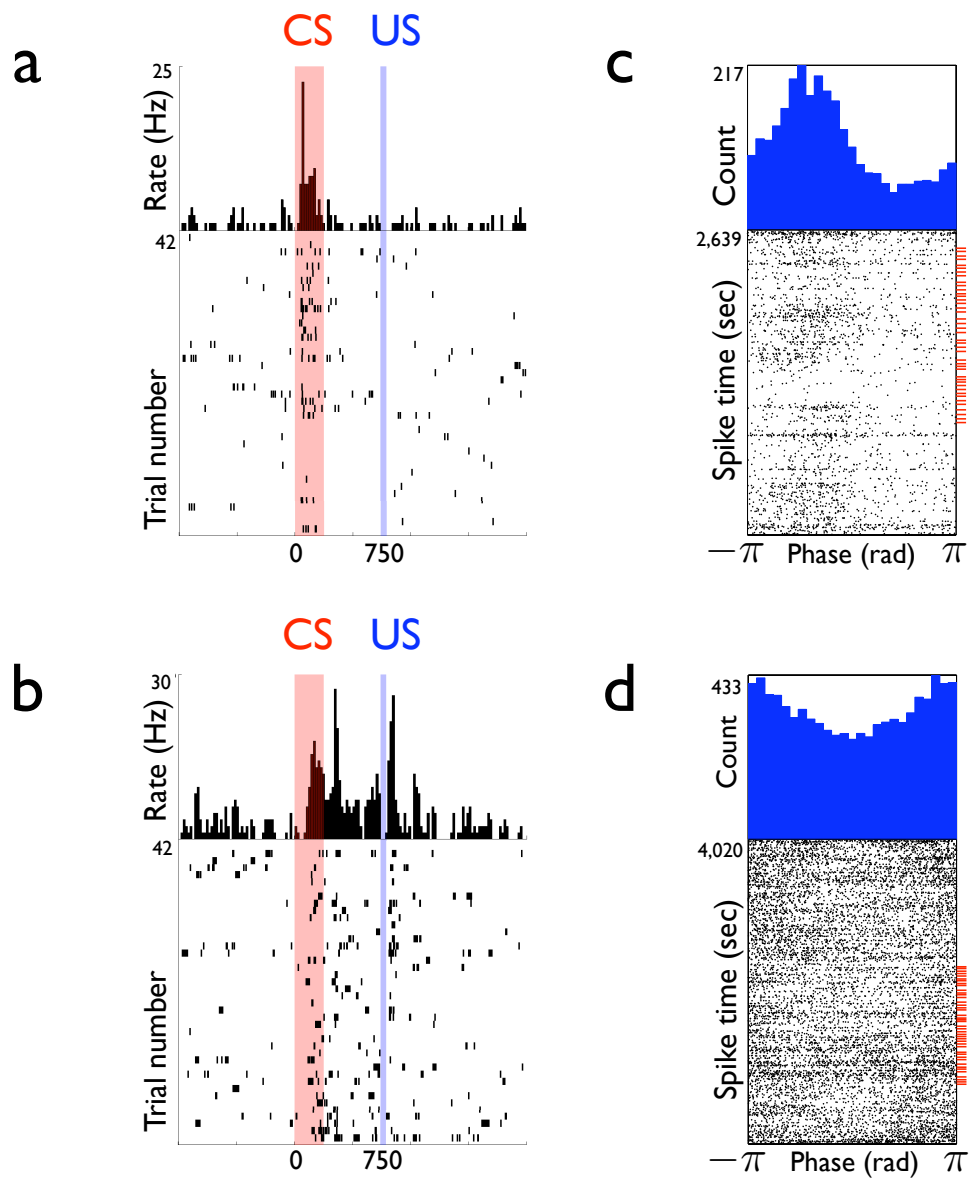 CS US
a
25
Rate (Hz)
42
Trial number
0 750
c
217
Count
2,639
Spike time (sec)
−π Phase (rad) π
CS US
b
30
Rate (Hz)
42
Trial number
0 750
d
433
Count
4,020
Spike time (sec)
−π Phase (rad) π